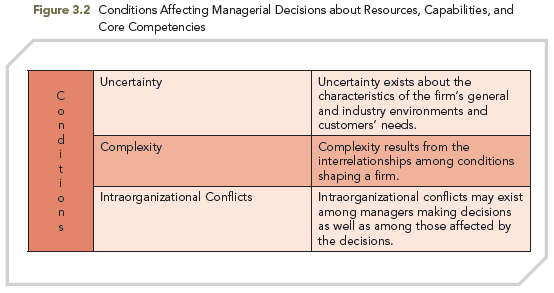 Figure 3.2 Conditions Affecting Managerial Decisions about Resources, Capabilities, and
Core Competencies
Conditions
Uncertainty
Uncertainty exists about the
characteristics of the firm's general
and industry environments and
customers' needs.
Complexity
Complexity results from the
interrelationships among conditions
shaping a firm.
Intraorganizational Conflicts
Intraorganizational conflicts may exist
among managers making decisions
as well as among those affected by
the decisions.